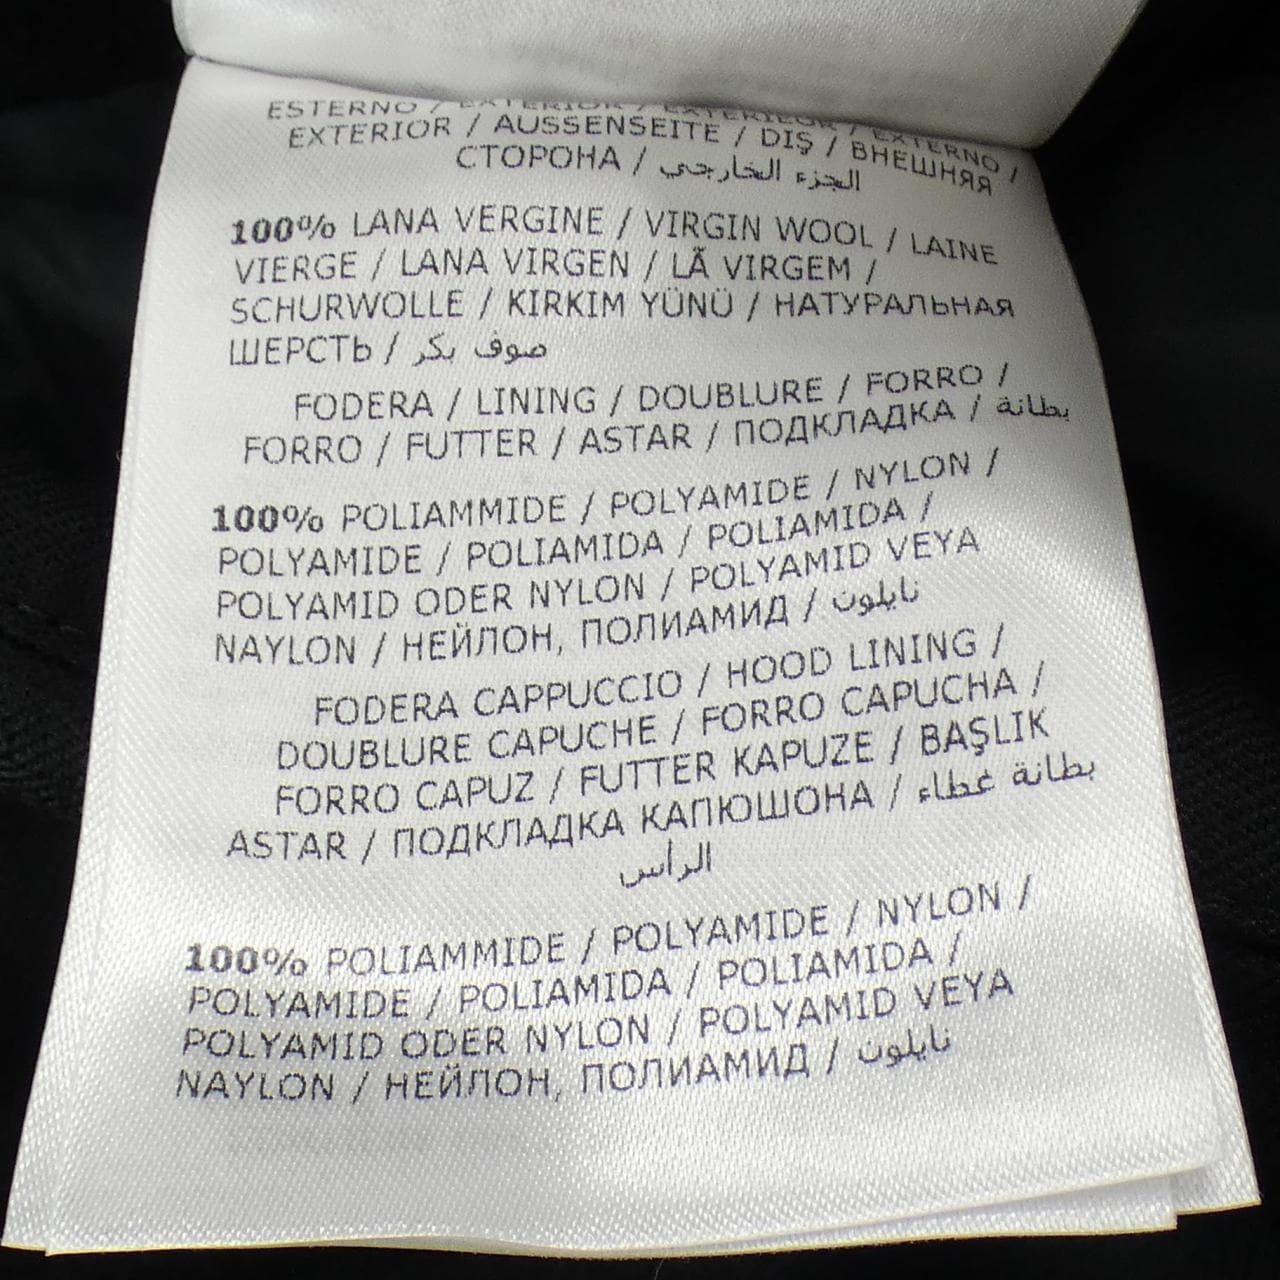 ESTERNO / EXTERIOR / EXTERIEUR / EXTERNO /
EXTERIOR / AUSSENSEITE / DIŞ / ВНЕШНЯЯ
СТОРОНА / الجزء الخارجي
100% LANA VERGINE / VIRGIN WOOL / LAINE
VIERGE / LANA VIRGEN / LÃ VIRGEM /
SCHURWOLLE / KIRKIM YÜNÜ / НАТУРАЛЬНАЯ
ШЕРСТЬ / صوف بكر
FODERA / LINING / DOUBLURE / FORRO /
FORRO / FUTTER / ASTAR / ПОДКЛАДКА / بطانة
100% POLIAMMIDE / POLYAMIDE / NYLON /
POLYAMIDE / POLIAMIDA / POLIAMIDA /
POLYAMID ODER NYLON / POLYAMID VEYA
NAYLON / НЕЙЛОН, ПОЛИАМИД / نايلون
FODERA CAPPUCCIO / HOOD LINING /
DOUBLURE CAPUCHE / FORRO CAPUCHA /
FORRO CAPUZ / FUTTER KAPUZE / BAŞLIK
ASTAR / ПОДКЛАДКА КАПЮШОНА / بطانة غطاء
الرأس
100% POLIAMMIDE / POLYAMIDE / NYLON /
POLYAMIDE / POLIAMIDA / POLIAMIDA /
POLYAMID ODER NYLON / POLYAMID VEYA
NAYLON / НЕЙЛОН, ПОЛИАМИД / نايلون